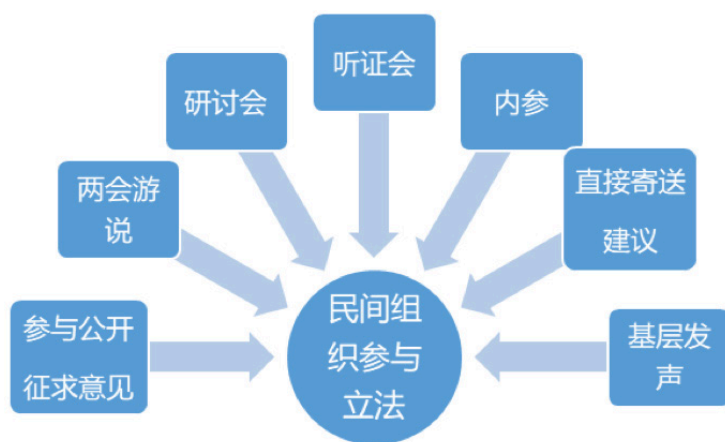 听证会
研讨会
内参
两会游
说
直接寄送
建议
参与公开
征求意见
民间组
织参与
立法
基层发
声